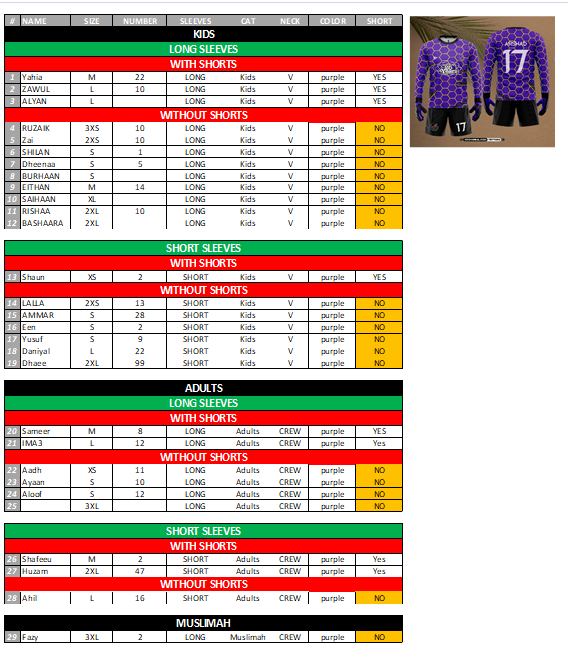 # NAME SIZE NUMBER SLEEVES CAT NECK COLOR SHORT
KIDS
LONG SLEEVES
WITH SHORTS
1 Yahia M 22 LONG Kids V purple YES
2 ZAWUL L 10 LONG Kids V purple YES
3 ALYAN L LONG Kids V purple YES
WITHOUT SHORTS
4 RUZAIK 3XS 10 LONG Kids V purple NO
5 Zai 2XS 10 LONG Kids V purple NO
6 SHILAN S 1 LONG Kids V purple NO
7 Dheenaa S 5 LONG Kids V purple NO
8 BURHAAN S LONG Kids V purple NO
9 EITHAN M 14 LONG Kids V purple NO
10 SAIHAAN XL LONG Kids V purple NO
11 RISHAA 2XL 10 LONG Kids V purple NO
12 BASHAARA 2XL LONG Kids V purple NO
SHORT SLEEVES
WITH SHORTS
13 Shaun XS 2 SHORT Kids V purple YES
WITHOUT SHORTS
14 LALLA 2XS 13 SHORT Kids V purple NO
15 AMMAR S 28 SHORT Kids V purple NO
16 Een S 2 SHORT Kids V purple NO
17 Yusuf S 9 SHORT Kids V purple NO
18 Daniyal L 22 SHORT Kids V purple NO
19 Dhaee 2XL 99 SHORT Kids V purple NO
ADULTS
LONG SLEEVES
WITH SHORTS
20 Sameer M 8 LONG Adults CREW purple YES
21 IMA3 L 12 LONG Adults CREW purple Yes
WITHOUT SHORTS
22 Aadh XS 11 LONG Adults CREW purple NO
23 Ayaan S 10 LONG Adults CREW purple NO
24 Aloof S 12 LONG Adults CREW purple NO
25 3XL LONG Adults CREW purple NO
SHORT SLEEVES
WITH SHORTS
26 Shafeeu M 2 SHORT Adults CREW purple Yes
27 Huzam 2XL 47 SHORT Adults CREW purple Yes
WITHOUT SHORTS
28 Ahil L 16 SHORT Adults CREW purple NO
MUSLIMAH
29 Fazy 3XL 2 LONG Muslimah CREW purple NO
17
17